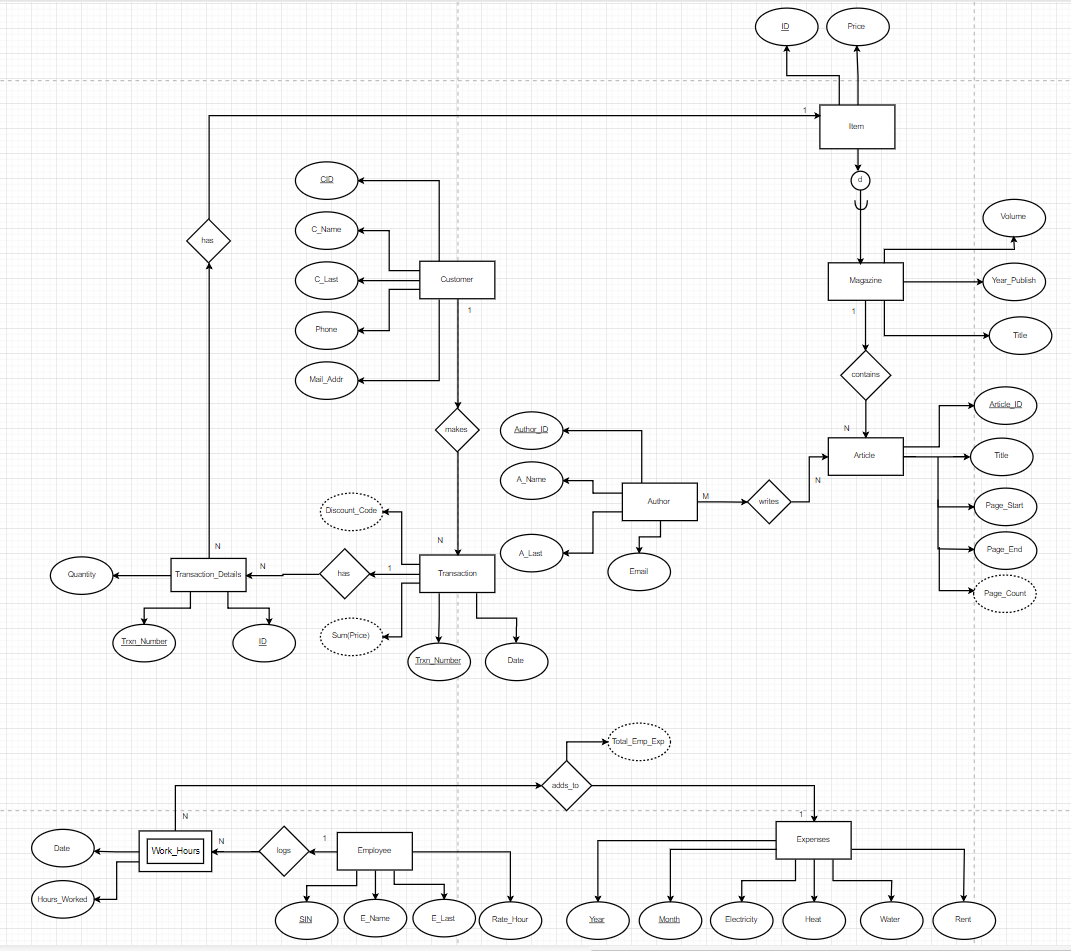 ID
Price
1
Item
CID
d
C_Name
Volume
has
C_Last
Customer
Magazine
Year_Publish
1
1
Phone
Title
Mail_Addr
contains
Article_ID
makes
Author_ID
N
Article
Title
A_Name
N
Author
M
writes
Discount_Code
Page_Start
N
N
A_Last
Page_End
Quantity
Transaction_Details
N
has
1
Transaction
Email
Page_Count
Trxn_Number
ID
Sum(Price)
Trxn_Number
Date
Total_Emp_Exp
adds_to
N
1
Date
Work_Hours
N
logs
1
Employee
Expenses
Hours_Worked
SIN
E_Name
E_Last
Rate_Hour
Year
Month
Electricity
Heat
Water
Rent